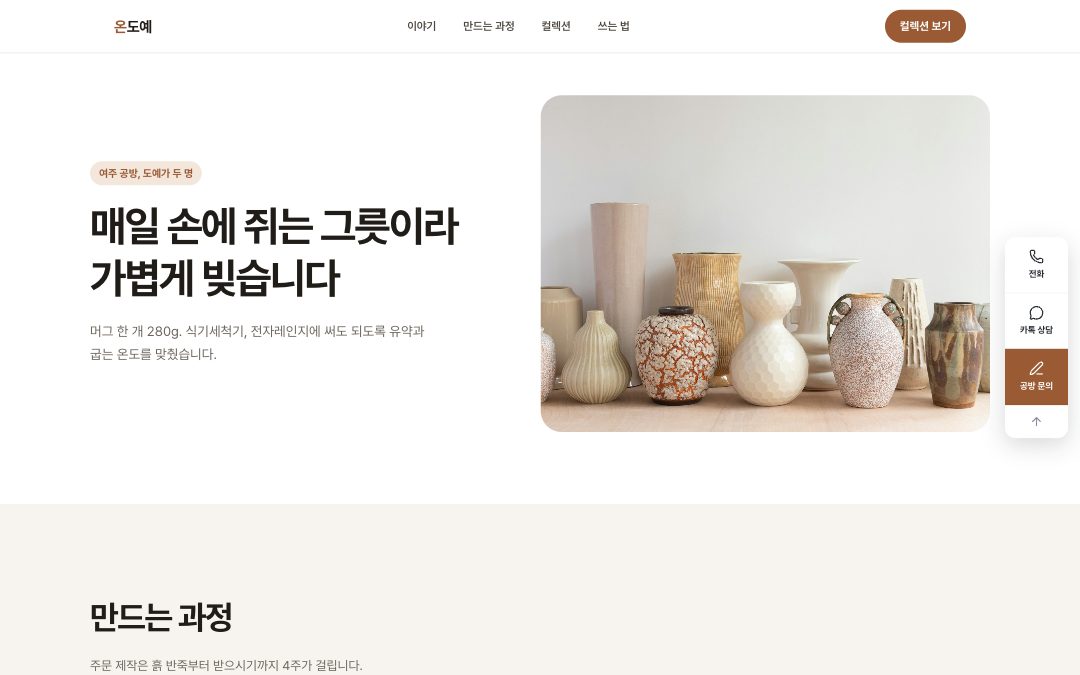 온도예
이야기
만드는 과정
컬렉션
쓰는 법
컬렉션 보기
여주 공방, 도예가 두 명
매일 손에 쥐는 그릇이라
가볍게 빚습니다
머그 한 개 280g. 식기세척기, 전자레인지에 써도 되도록 유약과
굽는 온도를 맞췄습니다.
전화
카톡 상담
공방 문의
만드는 과정
주문 제작은 흙 반죽부터 받으시기까지 4주가 걸립니다.